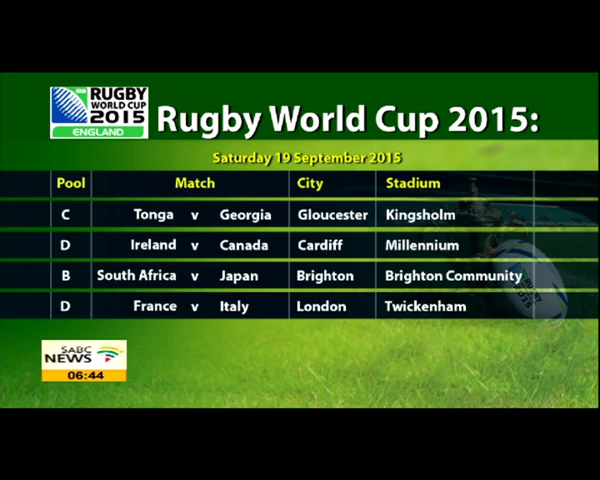 RUGBY
WORLD CUP
2015
ENGLAND
Rugby World Cup 2015:
Saturday 19 September 2015
Pool Match City Stadium
C Tonga v Georgia Gloucester Kingsholm
D Ireland v Canada Cardiff Millennium
B South Africa v Japan Brighton Brighton Community
D France v Italy London Twickenham
SABC
NEWS
06:44